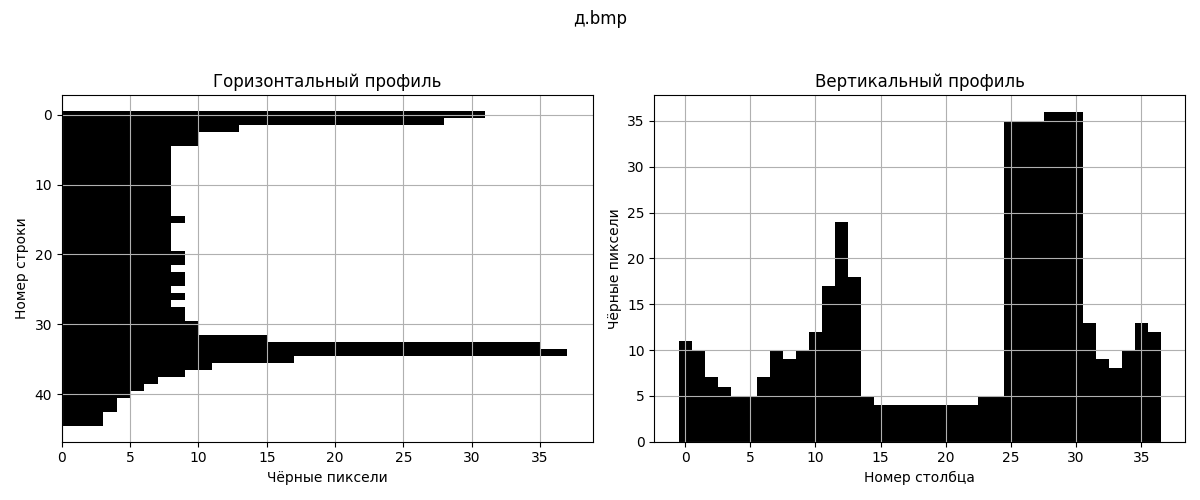 д.bmp
Горизонтальный профиль
Вертикальный профиль
0
10
20
30
40
Номер строки
0 5 10 15 20 25 30 35
Чёрные пиксели
35
30
25
20
15
10
5
0
Чёрные пиксели
0 5 10 15 20 25 30 35
Номер столбца